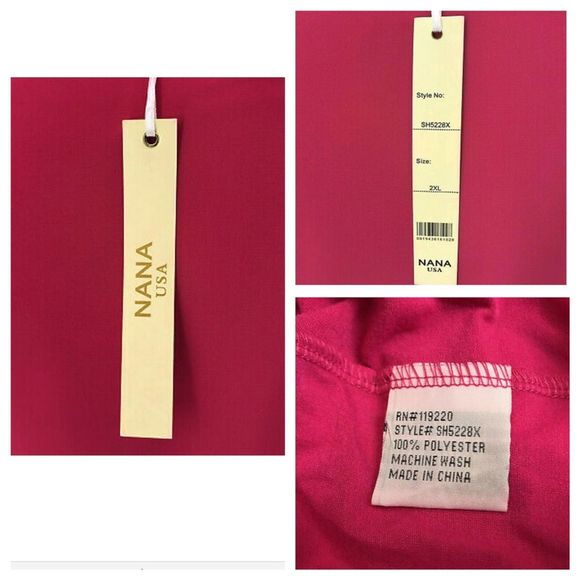 NANA
USA
Style No:
SH5228X
Size:
2XL
NANA
USA
RN#119220
STYLE# SH5228X
100% POLYESTER
MACHINE WASH
MADE IN CHINA